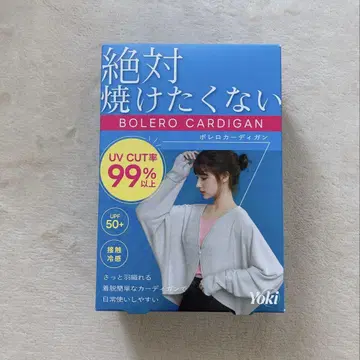 絶対
焼けたくない
BOLERO CARDIGAN
ボレロカーディガン
UV CUT率
99%以上
UPF
50+
接触
冷感
さっと羽織れる
着脱簡単なカーディガンで
日常使いしやすい
Yoki